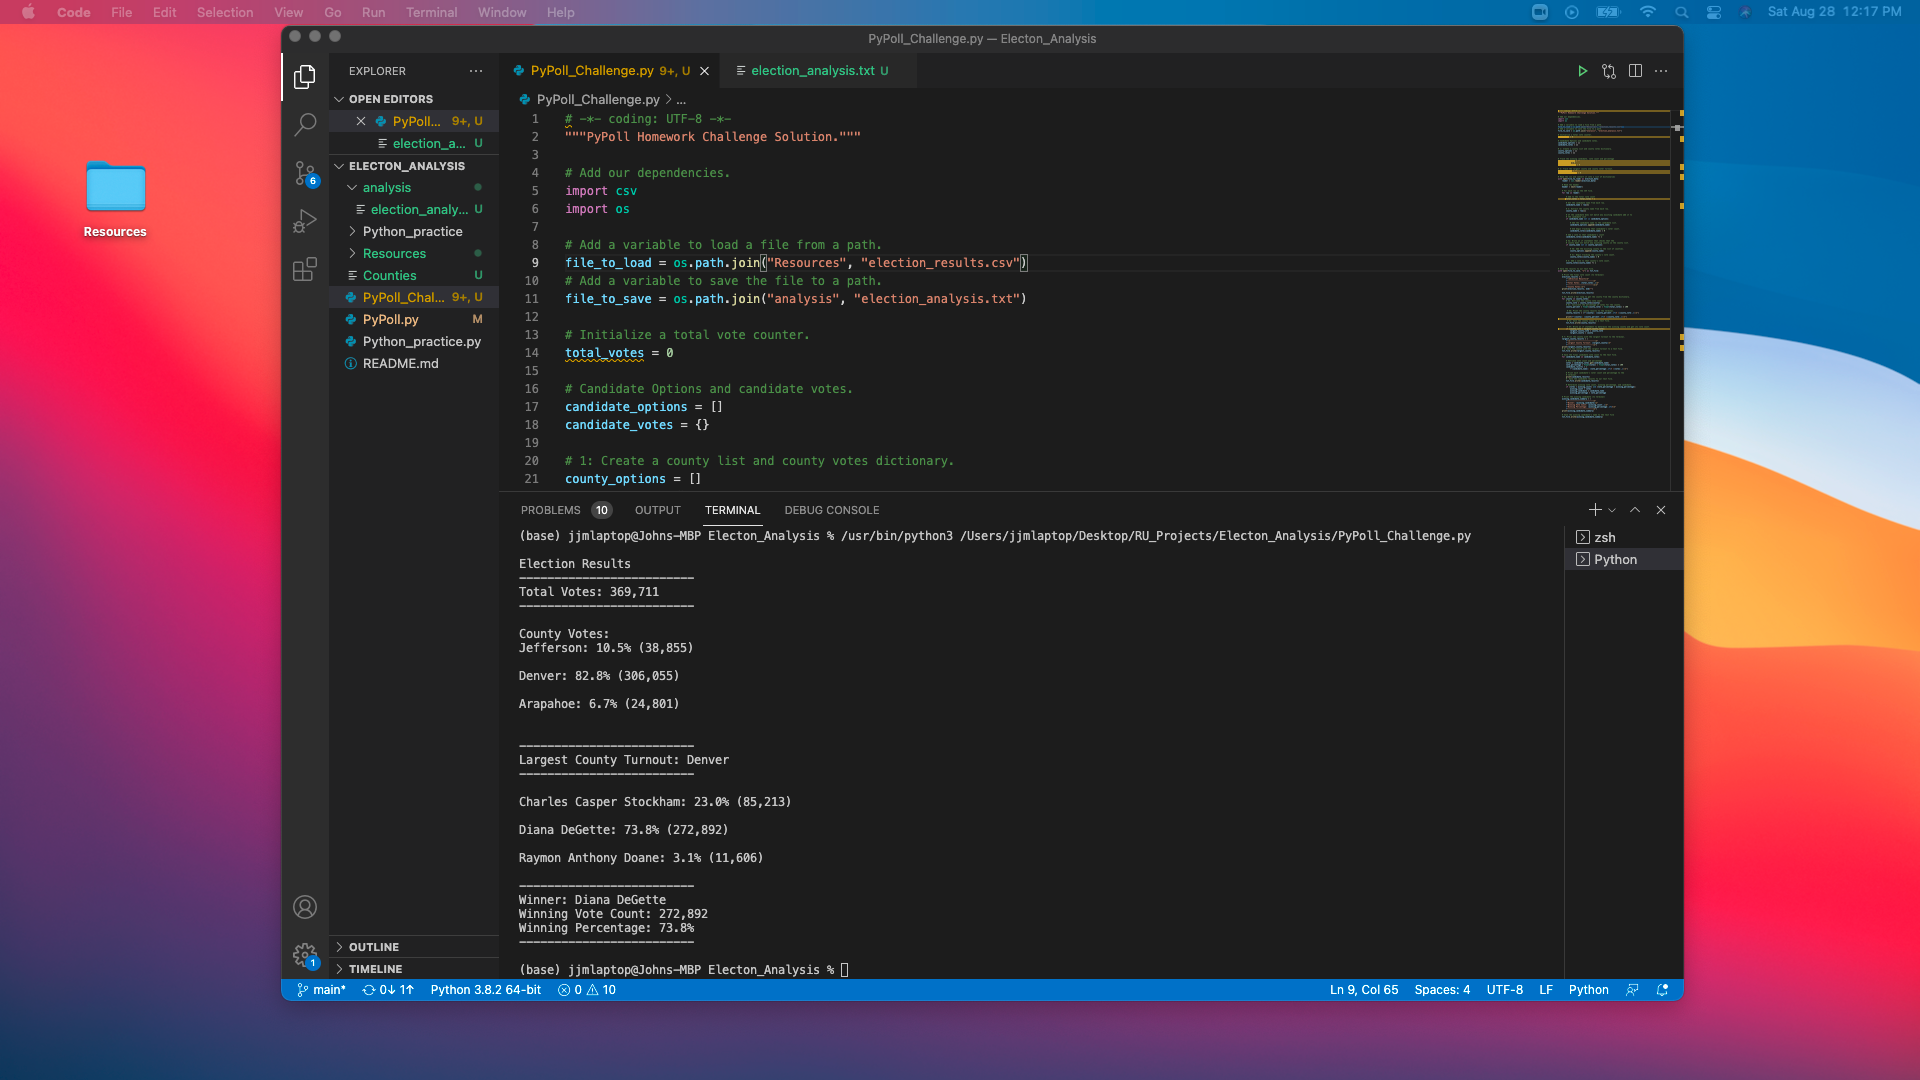 Code File Edit Selection View Go Run Terminal Window Help
Sat Aug 28 12:17 PM
PyPoll_Challenge.py — Electon_Analysis
Resources
EXPLORER
OPEN EDITORS
PyPoll... 9+, U
election_a... U
ELECTON_ANALYSIS
analysis
election_analy... U
Python_practice
Resources
Counties U
PyPoll_Chal... 9+, U
PyPoll.py M
Python_practice.py
README.md
OUTLINE
TIMELINE
6
1
PyPoll_Challenge.py 9+, U
election_analysis.txt U
PyPoll_Challenge.py > ...
1 # -*- coding: UTF-8 -*-
2 """PyPoll Homework Challenge Solution."""
3
4 # Add our dependencies.
5 import csv
6 import os
7
8 # Add a variable to load a file from a path.
9 file_to_load = os.path.join("Resources", "election_results.csv")
10 # Add a variable to save the file to a path.
11 file_to_save = os.path.join("analysis", "election_analysis.txt")
12
13 # Initialize a total vote counter.
14 total_votes = 0
15
16 # Candidate Options and candidate votes.
17 candidate_options = []
18 candidate_votes = {}
19
20 # 1: Create a county list and county votes dictionary.
21 county_options = []
PROBLEMS 10 OUTPUT TERMINAL DEBUG CONSOLE
(base) jjmlaptop@Johns-MBP Electon_Analysis % /usr/bin/python3 /Users/jjmlaptop/Desktop/RU_Projects/Electon_Analysis/PyPoll_Challenge.py
Election Results
-------------------------
Total Votes: 369,711
-------------------------
County Votes:
Jefferson: 10.5% (38,855)
Denver: 82.8% (306,055)
Arapahoe: 6.7% (24,801)
-------------------------
Largest County Turnout: Denver
-------------------------
Charles Casper Stockham: 23.0% (85,213)
Diana DeGette: 73.8% (272,892)
Raymon Anthony Doane: 3.1% (11,606)
-------------------------
Winner: Diana DeGette
Winning Vote Count: 272,892
Winning Percentage: 73.8%
-------------------------
(base) jjmlaptop@Johns-MBP Electon_Analysis %
zsh
Python
main* 0↓ 1↑ Python 3.8.2 64-bit 0 10
Ln 9, Col 65 Spaces: 4 UTF-8 LF Python